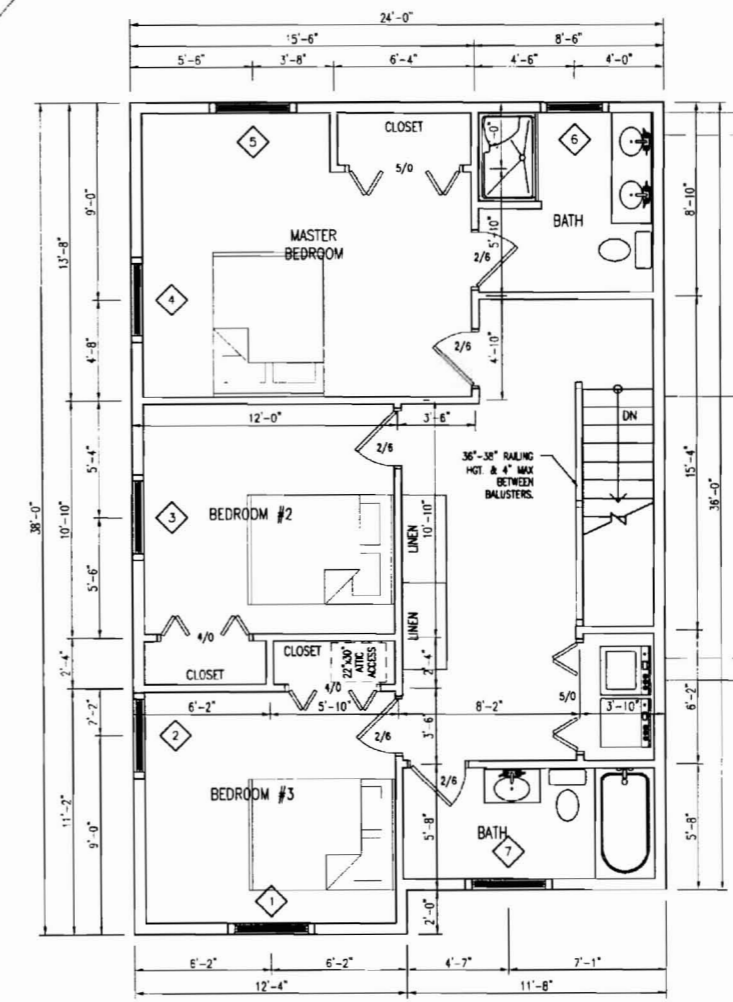 24'-0"
15'-6" 8'-6"
5'-6" 3'-8" 6'-4" 4'-6" 4'-0"
CLOSET
5/0
5
6
BATH
9'-0"
13'-8"
8'-10"
5'-10"
MASTER
BEDROOM
2/6
4
4'-8"
2/6
4'-10"
12'-0" 3'-6"
DN
2/6
36"-38" RAILING
HGT. & 4" MAX
BETWEEN
BALUSTERS.
5'-4"
15'-4"
36'-0"
38'-0"
10'-10"
3
BEDROOM #2
LINEN
10'-10"
5'-6"
LINEN
4/0
CLOSET
CLOSET
22"x30"
ATTIC
ACCESS
4/0
2'-4"
2'-4"
5/0
6'-2"
6'-2" 5'-10" 8'-2" 3'-10"
7'-2"
2
2/6
3'-6"
2/6
BEDROOM #3
11'-2"
9'-0"
5'-8"
BATH
7
5'-8"
1
2'-0"
6'-2" 6'-2" 4'-7" 7'-1"
12'-4" 11'-8"